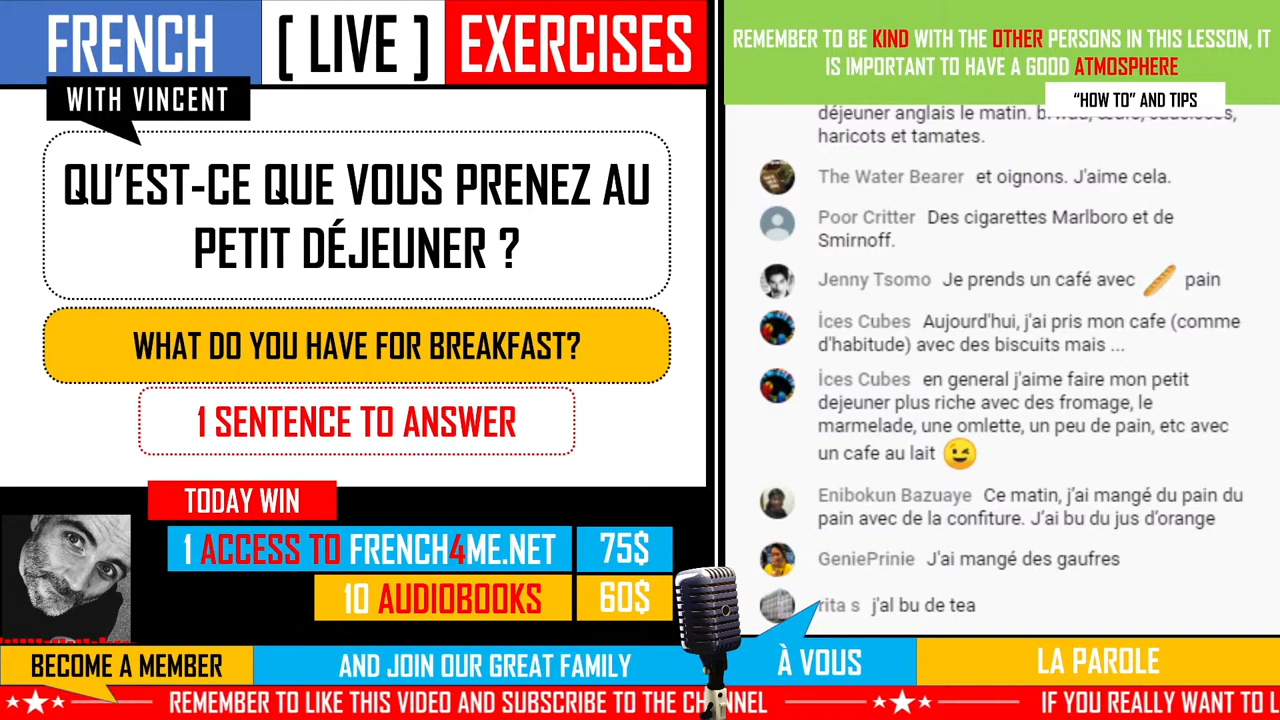 FRENCH [ LIVE ] EXERCISES
WITH VINCENT
QU'EST-CE QUE VOUS PRENEZ AU
PETIT DÉJEUNER ?
WHAT DO YOU HAVE FOR BREAKFAST?
1 SENTENCE TO ANSWER
TODAY WIN
1 ACCESS TO FRENCH4ME.NET 75$
10 AUDIOBOOKS 60$
REMEMBER TO BE KIND WITH THE OTHER PERSONS IN THIS LESSON, IT
IS IMPORTANT TO HAVE A GOOD ATMOSPHERE
"HOW TO" AND TIPS
déjeuner anglais le matin.
haricots et tamates.
The Water Bearer et oignons. J'aime cela.
Poor Critter Des cigarettes Marlboro et de
Smirnoff.
Jenny Tsomo Je prends un café avec 🥖 pain
İces Cubes Aujourd'hui, j'ai pris mon cafe (comme
d'habitude) avec des biscuits mais ...
İces Cubes en general j'aime faire mon petit
dejeuner plus riche avec des fromage, le
marmelade, une omlette, un peu de pain, etc avec
un cafe au lait 😉
Enibokun Bazuaye Ce matin, j'ai mangé du pain du
pain avec de la confiture. J'ai bu du jus d'orange
GeniePrinie J'ai mangé des gaufres
rita s j'al bu de tea
BECOME A MEMBER AND JOIN OUR GREAT FAMILY À VOUS LA PAROLE
REMEMBER TO LIKE THIS VIDEO AND SUBSCRIBE TO THE CHANNEL IF YOU REALLY WANT TO